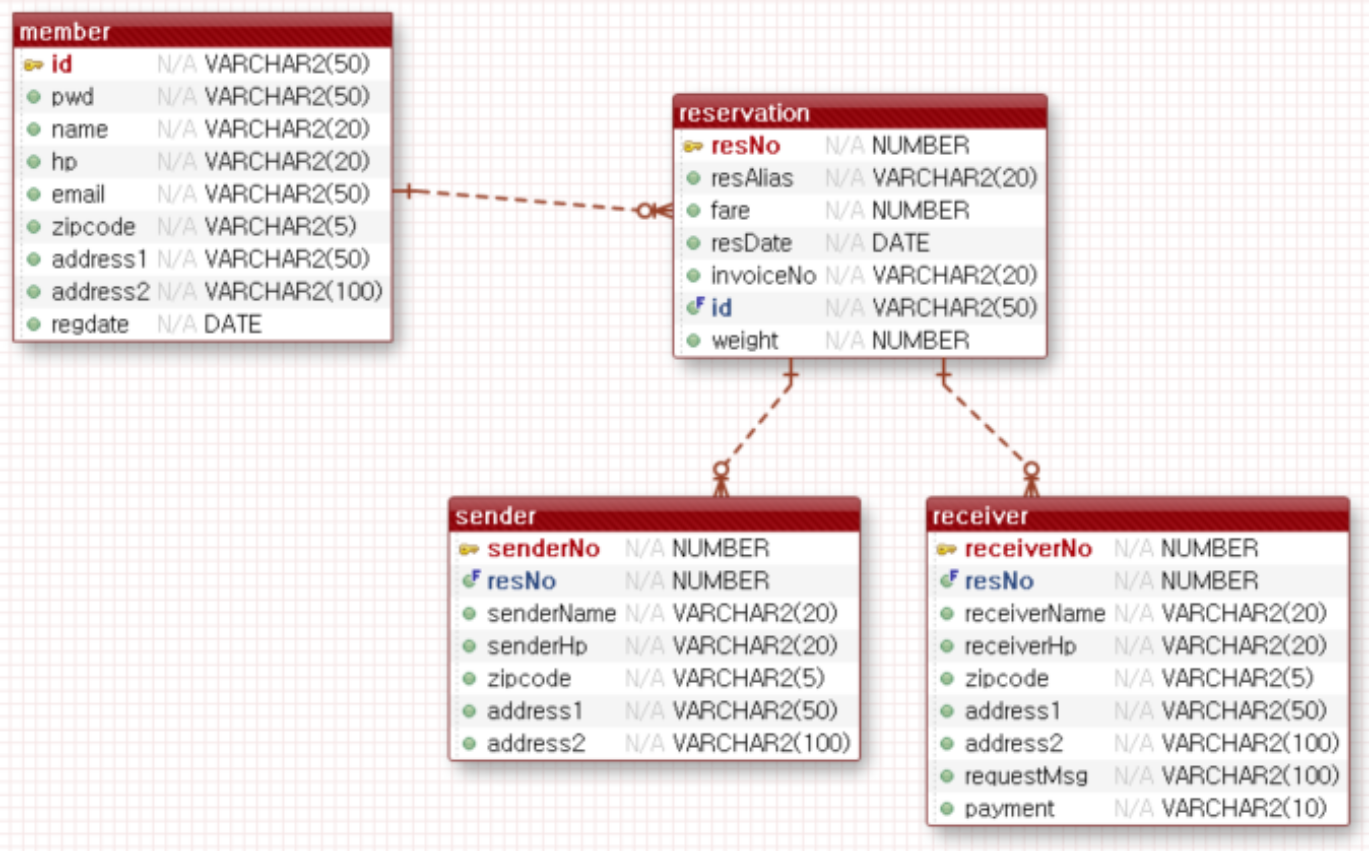 member
id N/A VARCHAR2(50)
pwd N/A VARCHAR2(50)
name N/A VARCHAR2(20)
hp N/A VARCHAR2(20)
email N/A VARCHAR2(50)
zipcode N/A VARCHAR2(5)
address1 N/A VARCHAR2(50)
address2 N/A VARCHAR2(100)
regdate N/A DATE
reservation
resNo N/A NUMBER
resAlias N/A VARCHAR2(20)
fare N/A NUMBER
resDate N/A DATE
invoiceNo N/A VARCHAR2(20)
F id N/A VARCHAR2(50)
weight N/A NUMBER
sender
senderNo N/A NUMBER
F resNo N/A NUMBER
senderName N/A VARCHAR2(20)
senderHp N/A VARCHAR2(20)
zipcode N/A VARCHAR2(5)
address1 N/A VARCHAR2(50)
address2 N/A VARCHAR2(100)
receiver
receiverNo N/A NUMBER
F resNo N/A NUMBER
receiverName N/A VARCHAR2(20)
receiverHp N/A VARCHAR2(20)
zipcode N/A VARCHAR2(5)
address1 N/A VARCHAR2(50)
address2 N/A VARCHAR2(100)
requestMsg N/A VARCHAR2(100)
payment N/A VARCHAR2(10)